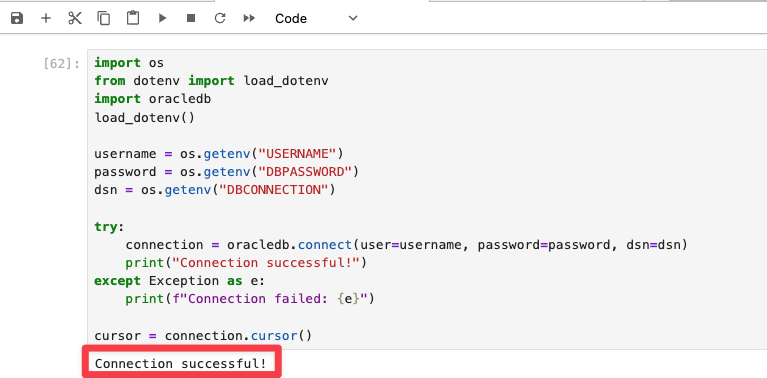 Code
[62]:
import os
from dotenv import load_dotenv
import oracledb
load_dotenv()
username = os.getenv("USERNAME")
password = os.getenv("DBPASSWORD")
dsn = os.getenv("DBCONNECTION")
try:
    connection = oracledb.connect(user=username, password=password, dsn=dsn)
    print("Connection successful!")
except Exception as e:
    print(f"Connection failed: {e}")
cursor = connection.cursor()
Connection successful!